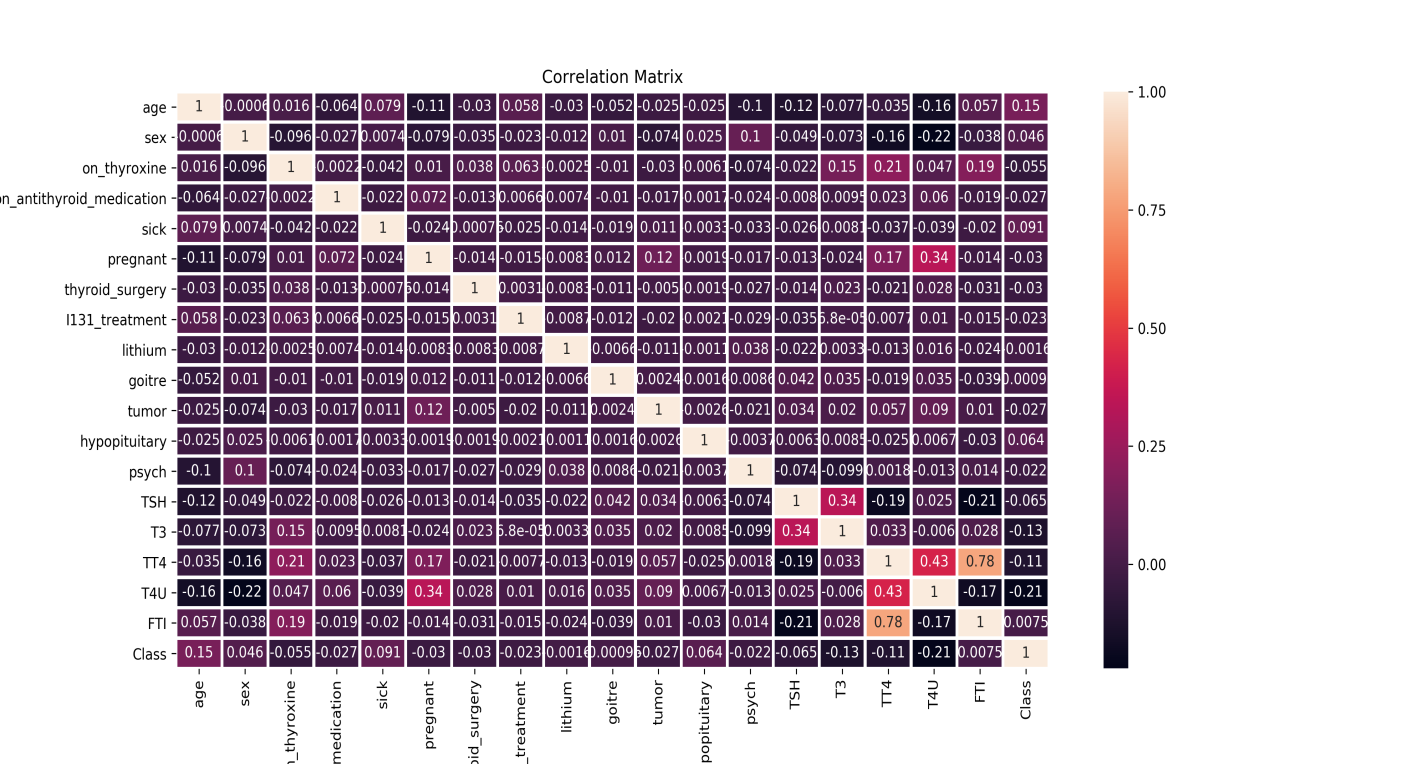 Correlation Matrix
age 1 0.0006 0.016 -0.064 0.079 -0.11 -0.03 0.058 -0.03 -0.052 -0.025 -0.025 -0.1 -0.12 -0.077 -0.035 -0.16 0.057 0.15 1.00
sex 0.0006 1 -0.096 -0.027 0.0074 -0.079 -0.035 -0.023 -0.012 0.01 -0.074 0.025 0.1 -0.049 -0.073 -0.16 -0.22 -0.038 0.046
on_thyroxine 0.016 -0.096 1 0.0022 -0.042 0.01 0.038 0.063 0.0025 -0.01 -0.03 0.0061 -0.074 -0.022 0.15 0.21 0.047 0.19 -0.055
n_antithyroid_medication -0.064 -0.027 0.0022 1 -0.022 0.072 -0.013 0.0066 0.0074 -0.01 -0.017 0.0017 -0.024 -0.008 0.0095 0.023 0.06 -0.019 -0.027
0.75
sick 0.079 0.0074 -0.042 -0.022 1 -0.024 0.0007 -0.025 -0.014 -0.019 0.011 0.0033 -0.033 -0.026 0.0081 -0.037 -0.039 -0.02 0.091
pregnant -0.11 -0.079 0.01 0.072 -0.024 1 -0.014 -0.015 0.0083 0.012 0.12 -0.0019 -0.017 -0.013 -0.024 0.17 0.34 -0.014 -0.03
thyroid_surgery -0.03 -0.035 0.038 -0.013 0.0007 0.014 1 0.0031 0.0083 -0.011 -0.005 -0.0019 -0.027 -0.014 0.023 -0.021 0.028 -0.031 -0.03
I131_treatment 0.058 -0.023 0.063 0.0066 -0.025 -0.015 0.0031 1 0.0087 -0.012 -0.02 -0.0021 -0.029 -0.035 5.8e-05 0.0077 0.01 -0.015 -0.023
0.50
lithium -0.03 -0.012 0.0025 0.0074 -0.014 0.0083 0.0083 0.0087 1 0.0066 -0.011 -0.0011 0.038 -0.022 0.0033 -0.013 0.016 -0.024 0.0016
goitre -0.052 0.01 -0.01 -0.01 -0.019 0.012 -0.011 -0.012 0.0066 1 0.0024 -0.0016 0.0086 0.042 0.035 -0.019 0.035 -0.039 0.0009
tumor -0.025 -0.074 -0.03 -0.017 0.011 0.12 -0.005 -0.02 -0.011 0.0024 1 -0.0026 -0.021 0.034 0.02 0.057 0.09 0.01 -0.027
hypopituitary -0.025 0.025 0.0061 0.0017 0.0033 -0.0019 0.0019 -0.0021 0.0011 0.0016 0.0026 1 -0.0037 0.0063 0.0085 -0.025 0.0067 -0.03 0.064
0.25
psych -0.1 0.1 -0.074 -0.024 -0.033 -0.017 -0.027 -0.029 0.038 0.0086 -0.021 0.0037 1 -0.074 -0.099 0.0018 -0.013 0.014 -0.022
TSH -0.12 -0.049 -0.022 -0.008 -0.026 -0.013 -0.014 -0.035 -0.022 0.042 0.034 -0.0063 -0.074 1 0.34 -0.19 0.025 -0.21 -0.065
T3 -0.077 -0.073 0.15 0.0095 0.0081 -0.024 0.023 5.8e-05 0.0033 0.035 0.02 -0.0085 -0.099 0.34 1 0.033 -0.006 0.028 -0.13
TT4 -0.035 -0.16 0.21 0.023 -0.037 0.17 -0.021 -0.0077 -0.013 -0.019 0.057 -0.025 0.0018 -0.19 0.033 1 0.43 0.78 -0.11
0.00
T4U -0.16 -0.22 0.047 0.06 -0.039 0.34 0.028 0.01 0.016 0.035 0.09 0.0067 -0.013 0.025 -0.006 0.43 1 -0.17 -0.21
FTI 0.057 -0.038 0.19 -0.019 -0.02 -0.014 -0.031 -0.015 -0.024 -0.039 0.01 -0.03 0.014 -0.21 0.028 0.78 -0.17 1 0.0075
Class 0.15 0.046 -0.055 -0.027 0.091 -0.03 -0.03 -0.023 0.0016 0.0009 0.027 0.064 -0.022 -0.065 -0.13 -0.11 -0.21 0.0075 1
age sex n_thyroxine medication sick pregnant oid_surgery _treatment lithium goitre tumor popituitary psych TSH T3 TT4 T4U FTI Class